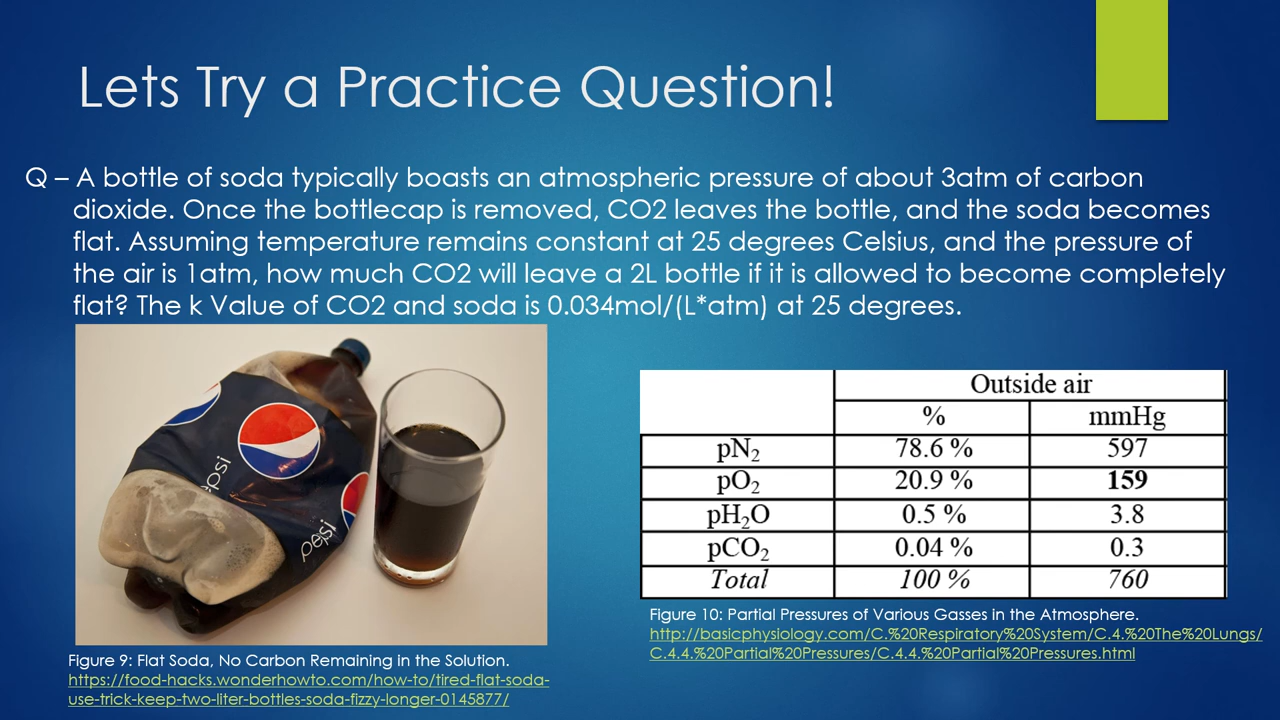 Lets Try a Practice Question!
Q – A bottle of soda typically boasts an atmospheric pressure of about 3atm of carbon
dioxide. Once the bottlecap is removed, CO2 leaves the bottle, and the soda becomes
flat. Assuming temperature remains constant at 25 degrees Celsius, and the pressure of
the air is 1atm, how much CO2 will leave a 2L bottle if it is allowed to become completely
flat? The k Value of CO2 and soda is 0.034mol/(L*atm) at 25 degrees.
epsi
pepsi
Outside air
% mmHg
pN₂ 78.6 % 597
pO₂ 20.9 % 159
pH₂O 0.5 % 3.8
pCO₂ 0.04 % 0.3
Total 100 % 760
Figure 10: Partial Pressures of Various Gasses in the Atmosphere.
http://basicphysiology.com/C.%20Respiratory%20System/C.4.%20The%20Lungs/
C.4.4.%20Partial%20Pressures/C.4.4.%20Partial%20Pressures.html
Figure 9: Flat Soda, No Carbon Remaining in the Solution.
https://food-hacks.wonderhowto.com/how-to/tired-flat-soda-
use-trick-keep-two-liter-bottles-soda-fizzy-longer-0145877/